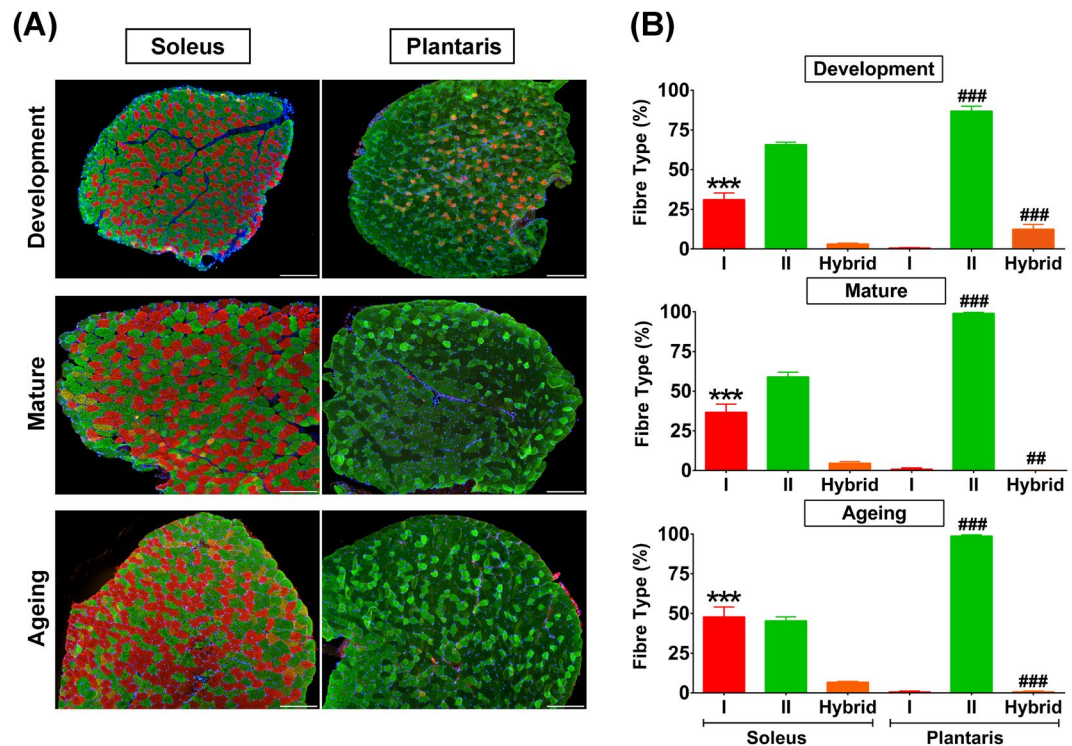 (A)
Soleus
Plantaris
Development
Mature
Ageing
(B)
Development
Fibre Type (%)
100
75
50
25
0
***
###
###
I
II
Hybrid
I
II
Hybrid
Mature
Fibre Type (%)
100
75
50
25
0
***
###
##
I
II
Hybrid
I
II
Hybrid
Ageing
Fibre Type (%)
100
75
50
25
0
***
###
###
I
II
Hybrid
I
II
Hybrid
Soleus
Plantaris